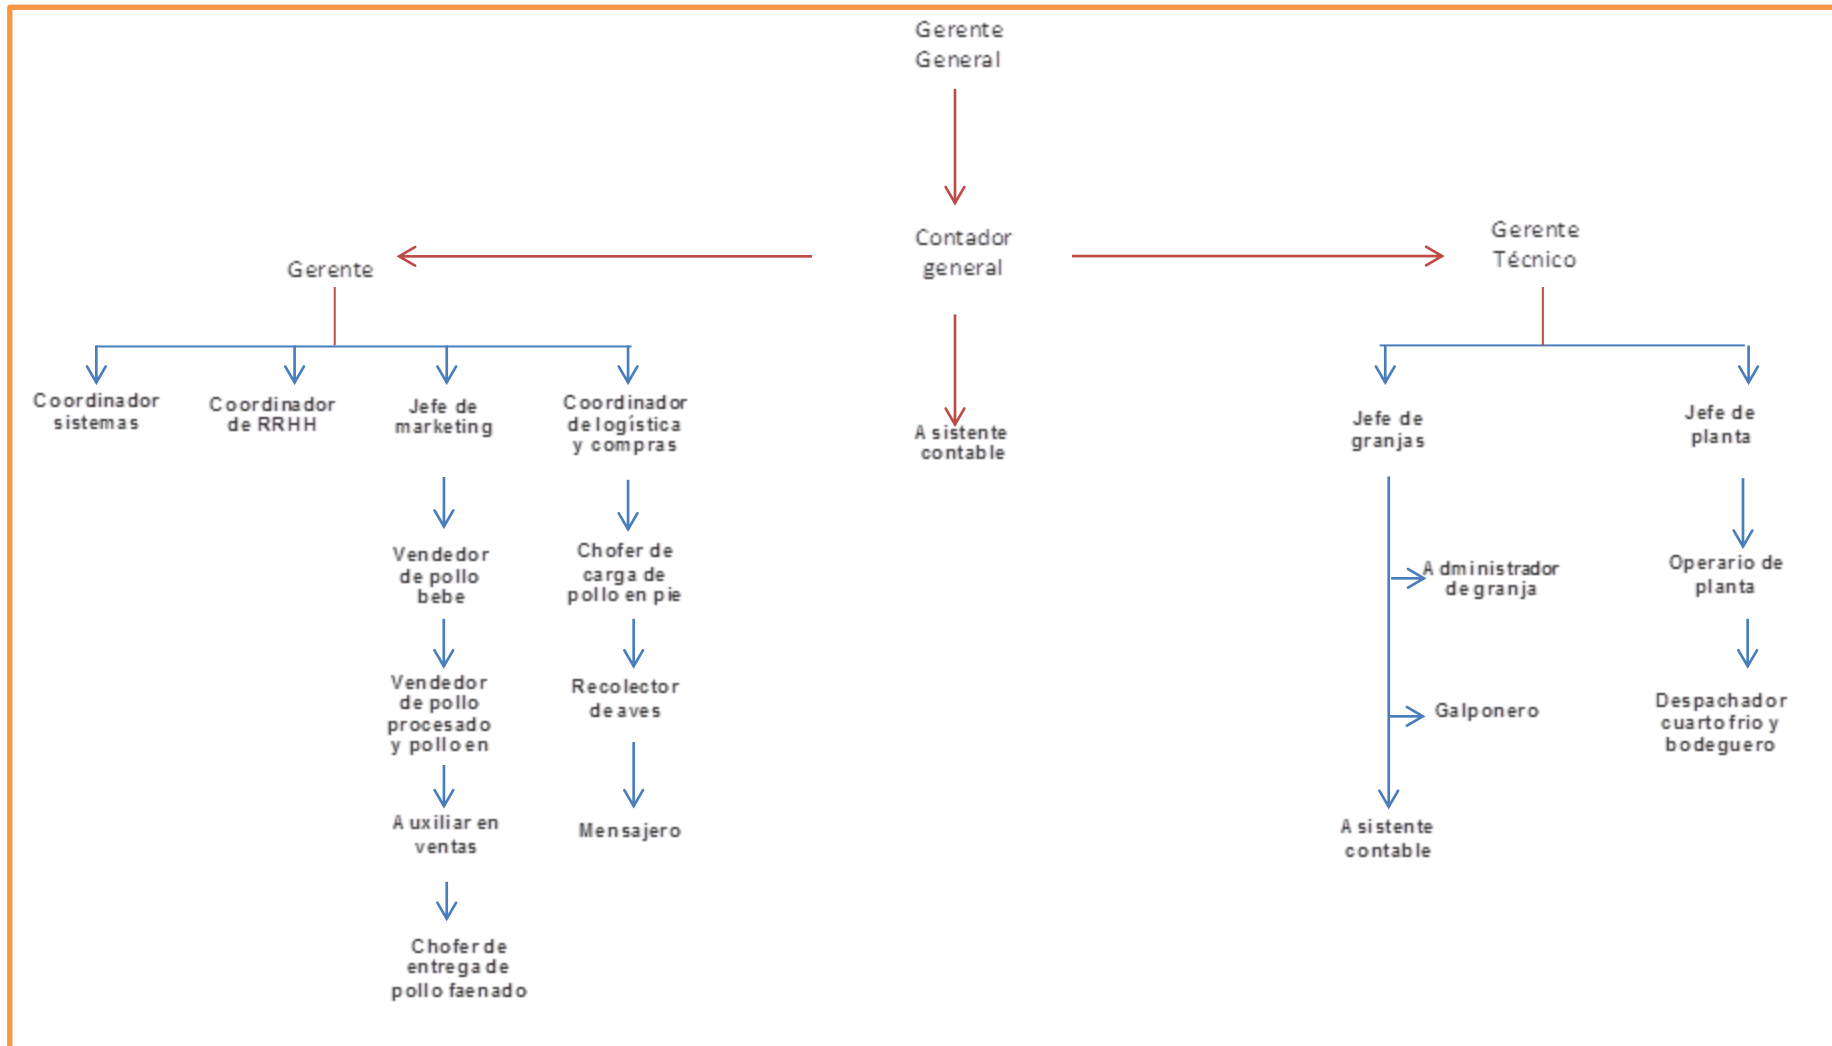 Gerente
General
Contador
general
Gerente
Gerente
Técnico
Coordinador
sistemas
Coordinador
de RRHH
Jefe de
marketing
Coordinador
de logística
y compras
Asistente
contable
Jefe de
granjas
Jefe de
planta
Vendedor
de pollo
bebe
Chofer de
carga de
pollo en pie
Administrador
de granja
Operario de
planta
Vendedor
de pollo
procesado
y pollo en
Recolector
de aves
Galponero
Despachador
cuarto frio y
bodeguero
Auxiliar en
ventas
Mensajero
Asistente
contable
Chofer de
entrega de
pollo faenado